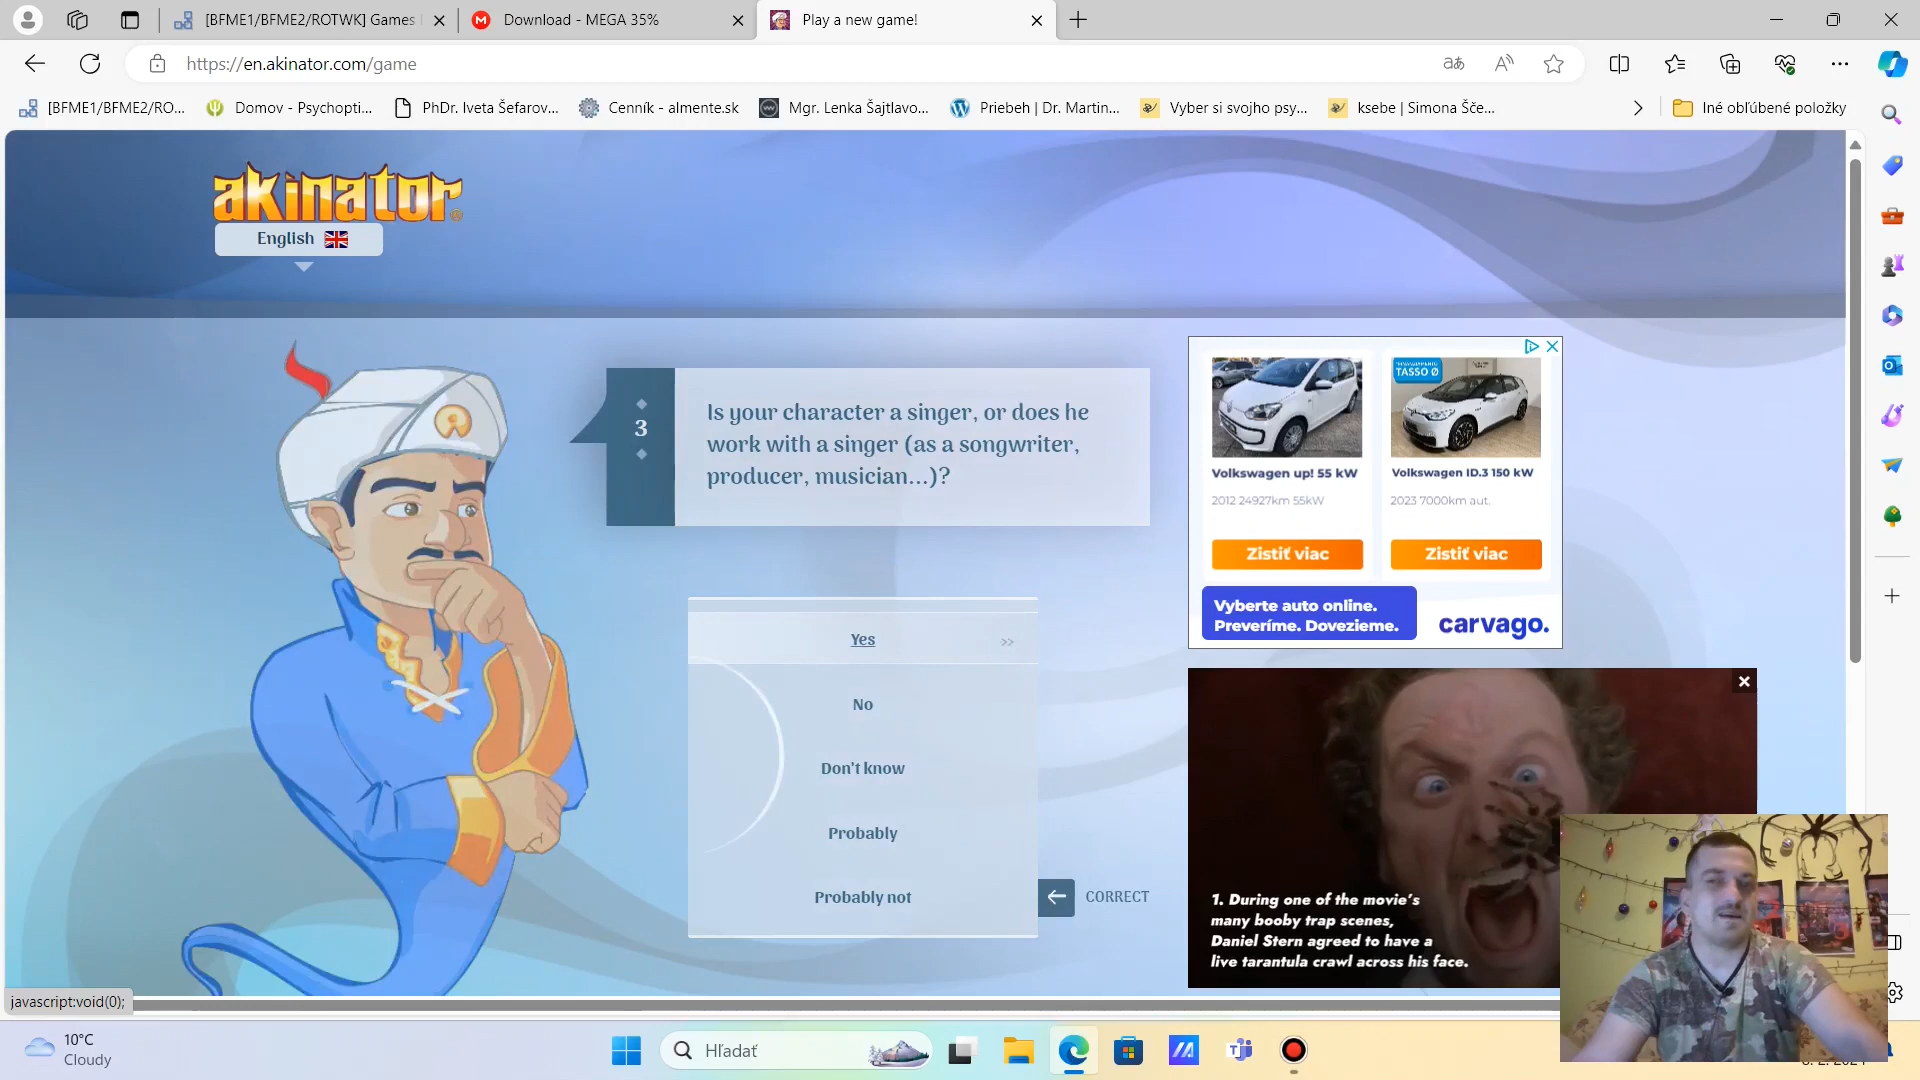 [BFME1/BFME2/ROTWK] Games
Download - MEGA 35%
Play a new game!
https://en.akinator.com/game
[BFME1/BFME2/RO...
Domov - Psychopti...
PhDr. Iveta Šefarov...
Cenník - almente.sk
Mgr. Lenka Šajtlavo...
Priebeh | Dr. Martin...
Vyber si svojho psy...
ksebe | Simona Šče...
Iné obľúbené položky
akinator
English
3
Is your character a singer, or does he
work with a singer (as a songwriter,
producer, musician...)?
Yes
No
Don't know
Probably
Probably not
CORRECT
TASSO Ø
Volkswagen up! 55 kW
2012 24927km 55kW
Zistiť viac
Volkswagen ID.3 150 kW
2023 7000km aut.
Zistiť viac
Vyberte auto online.
Preveríme. Dovezieme.
carvago.
1. During one of the movie's
many booby trap scenes,
Daniel Stern agreed to have a
live tarantula crawl across his face.
javascript:void(0);
10°C
Cloudy
Hľadať